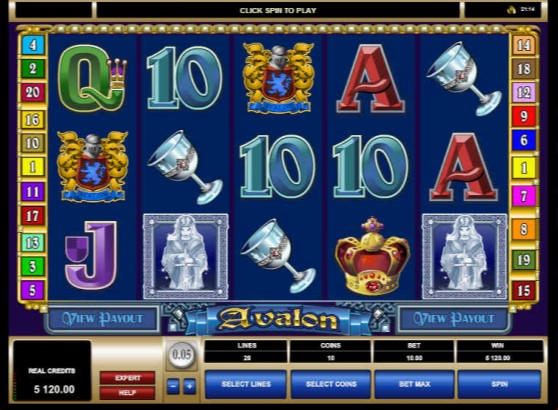 CLICK SPIN TO PLAY
21:14
4 Q 10 A 14
2 18
20 12
16 9
10 10 10 A 6
1 1
11 7
17 8
13 J 19
3 15
5
VIEW PAYOUT Avalon VIEW PAYOUT
REAL CREDITS
5 120.00
EXPERT
HELP
0.05
- +
LINES COINS BET WIN
20 10 10.00 5 120.00
SELECT LINES SELECT COINS BET MAX SPIN